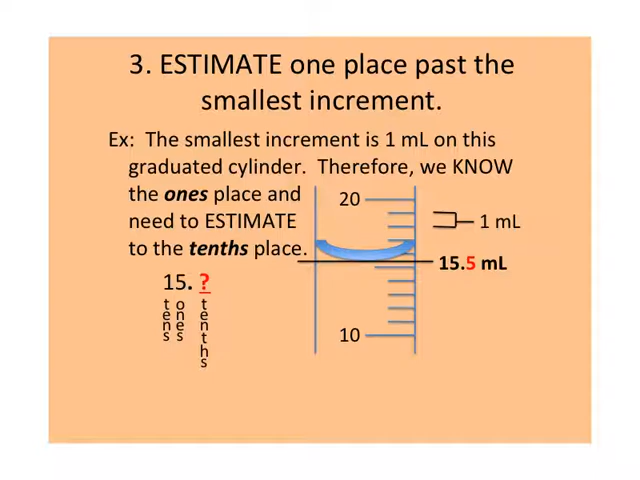 3. ESTIMATE one place past the
smallest increment.
Ex: The smallest increment is 1 mL on this
graduated cylinder. Therefore, we KNOW
the ones place and
need to ESTIMATE
to the tenths place.
20
1 mL
15.5 mL
15. ?
tens
ones
tenths
10